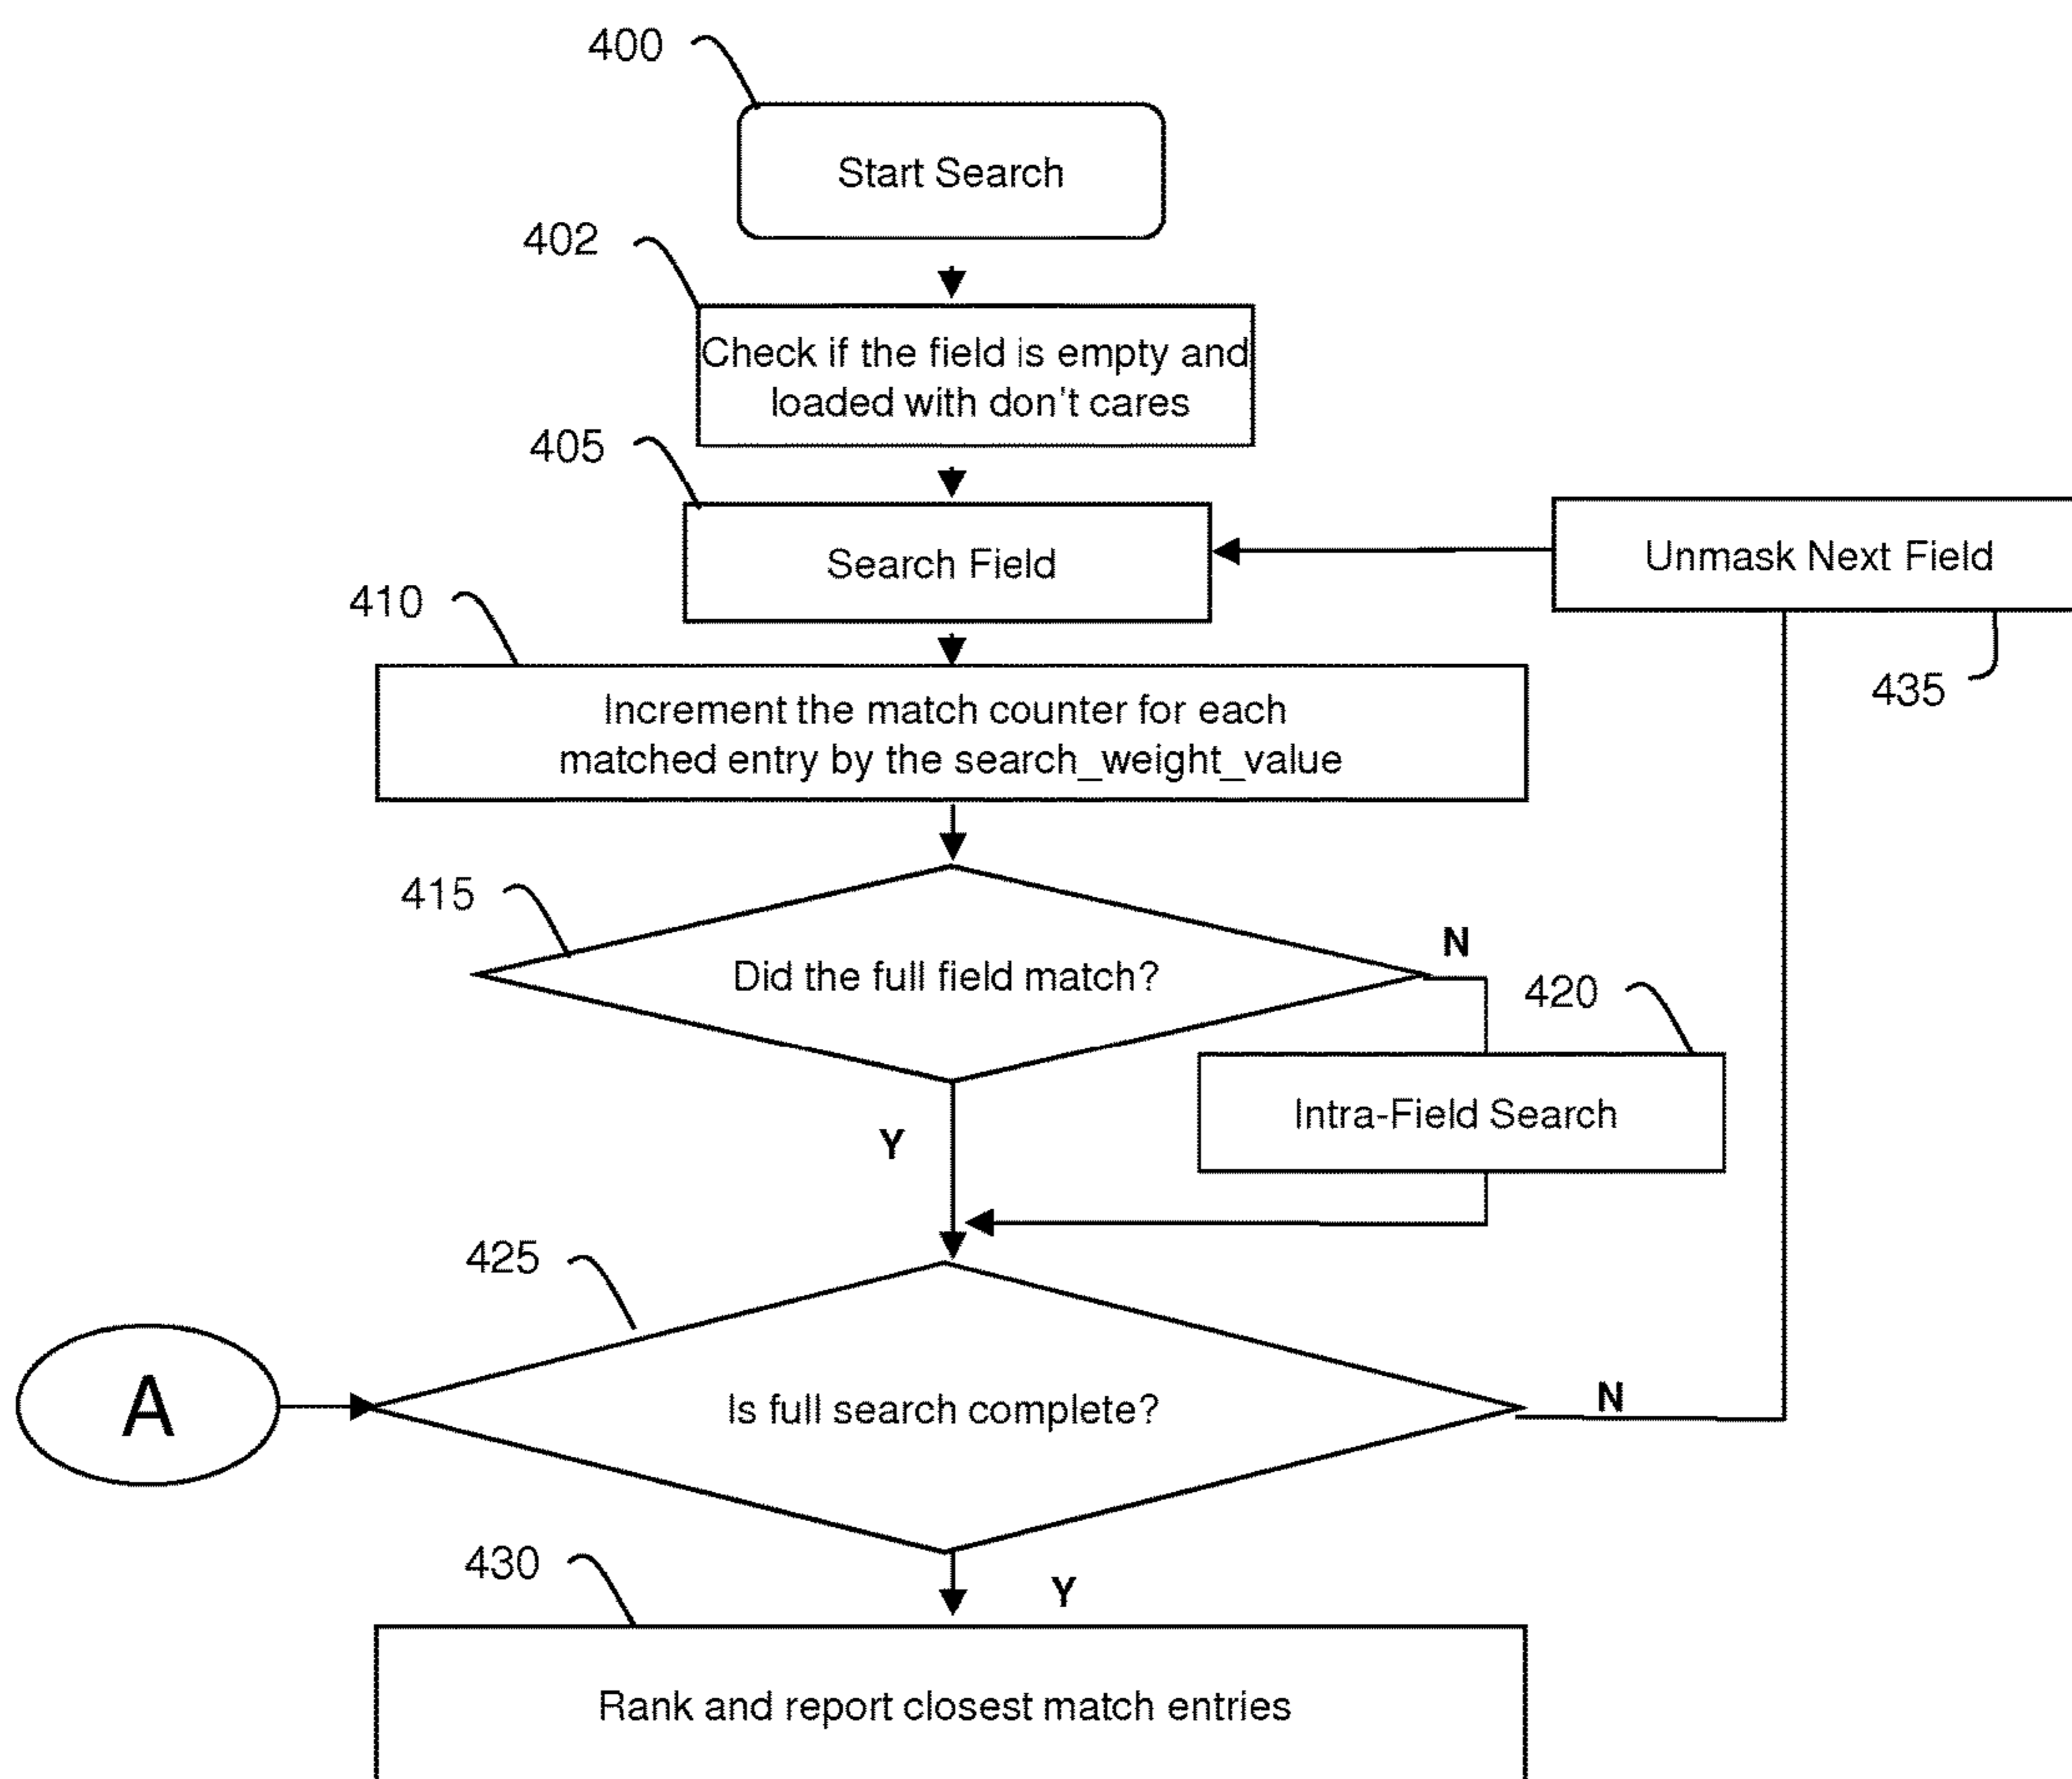 400
Start Search
402
Check if the field is empty and
loaded with don't cares
405
Search Field
Unmask Next Field
435
410
Increment the match counter for each
matched entry by the search_weight_value
415
Did the full field match?
N
420
Intra-Field Search
Y
425
A
Is full search complete?
N
430
Y
Rank and report closest match entries